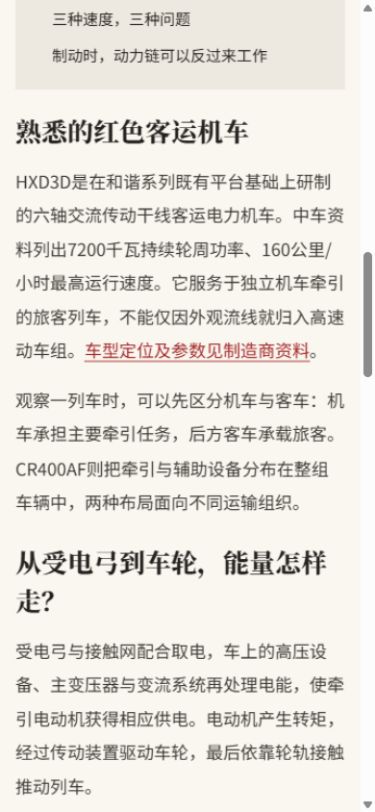 三种速度，三种问题
制动时，动力链可以反过来工作
熟悉的红色客运机车
HXD3D是在和谐系列既有平台基础上研制
的六轴交流传动干线客运电力机车。中车资
料列出7200千瓦持续轮周功率、160公里/
小时最高运行速度。它服务于独立机车牵引
的旅客列车，不能仅因外观流线就归入高速
动车组。车型定位及参数见制造商资料。
观察一列车时，可以先区分机车与客车：机
车承担主要牵引任务，后方客车承载旅客。
CR400AF则把牵引与辅助设备分布在整组
车辆中，两种布局面向不同运输组织。
从受电弓到车轮，能量怎样
走？
受电弓与接触网配合取电，车上的高压设
备、主变压器与变流系统再处理电能，使牵
引电动机获得相应供电。电动机产生转矩，
经过传动装置驱动车轮，最后依靠轮轨接触
推动列车。